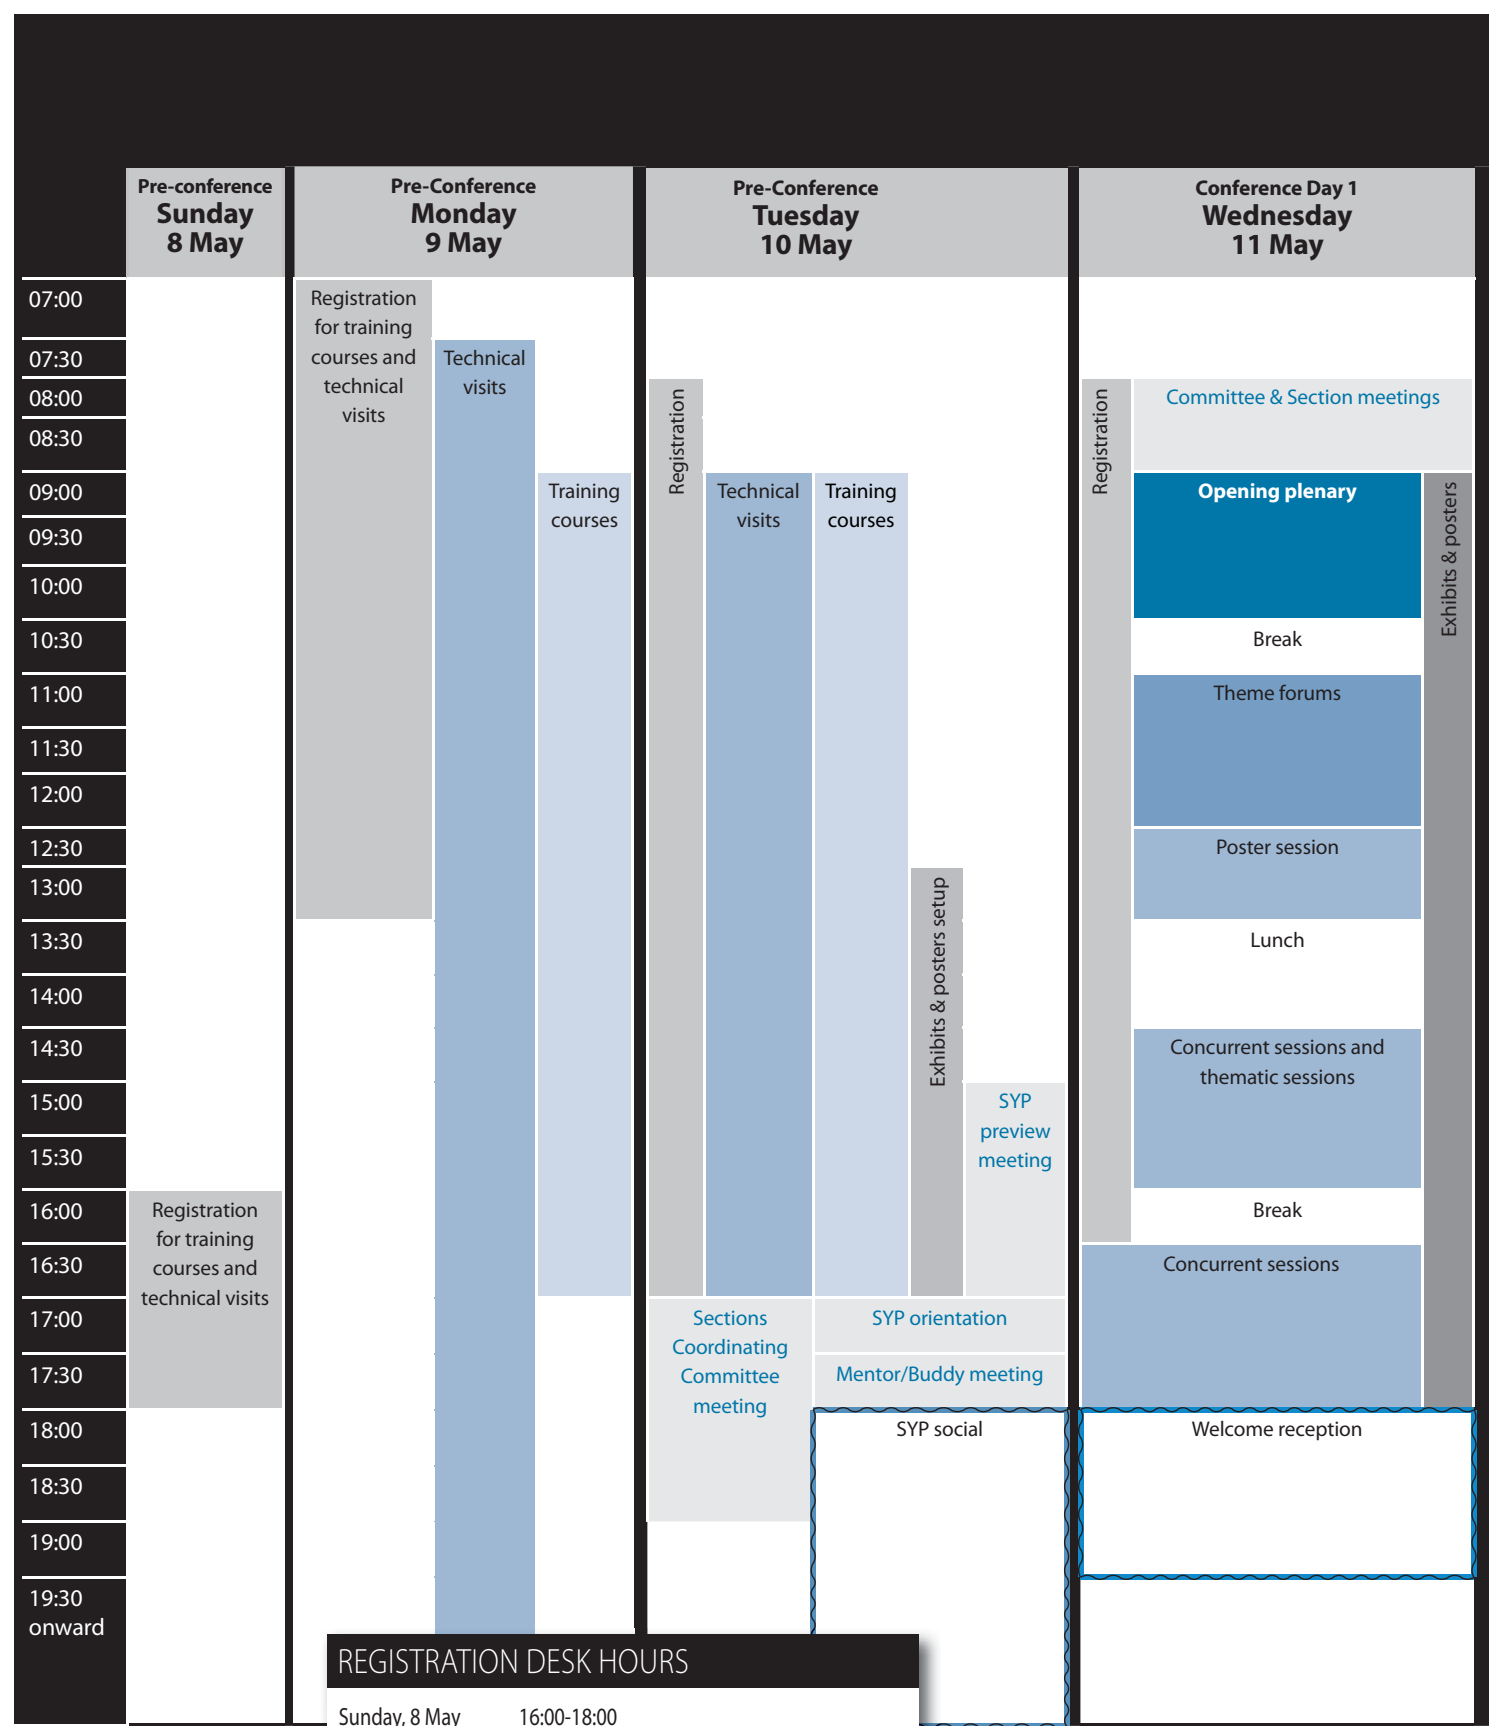 Pre-conference
Sunday
8 May
Pre-Conference
Monday
9 May
Pre-Conference
Tuesday
10 May
Conference Day 1
Wednesday
11 May
07:00
07:30
08:00
08:30
09:00
09:30
10:00
10:30
11:00
11:30
12:00
12:30
13:00
13:30
14:00
14:30
15:00
15:30
16:00
16:30
17:00
17:30
18:00
18:30
19:00
19:30
onward
Registration
for training
courses and
technical visits
Registration
for training
courses and
technical
visits
Technical
visits
Training
courses
Registration
Technical
visits
Training
courses
Exhibits & posters setup
SYP
preview
meeting
Sections
Coordinating
Committee
meeting
SYP orientation
Mentor/Buddy meeting
SYP social
Registration
Committee & Section meetings
Opening plenary
Exhibits & posters
Break
Theme forums
Poster session
Lunch
Concurrent sessions and
thematic sessions
Break
Concurrent sessions
Welcome reception
REGISTRATION DESK HOURS
Sunday, 8 May 16:00-18:00